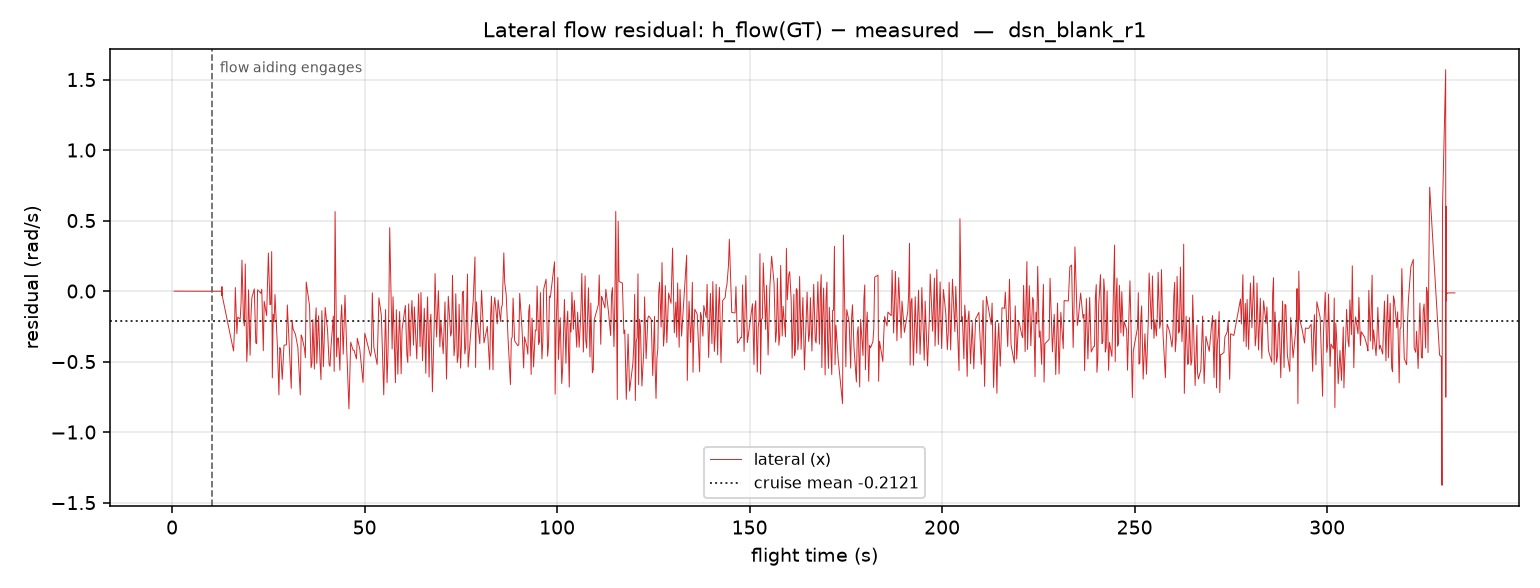 Lateral flow residual: h_flow(GT) − measured — dsn_blank_r1
flow aiding engages
1.5
1.0
0.5
0.0
−0.5
−1.0
−1.5
residual (rad/s)
lateral (x)
cruise mean -0.2121
0 50 100 150 200 250 300
flight time (s)